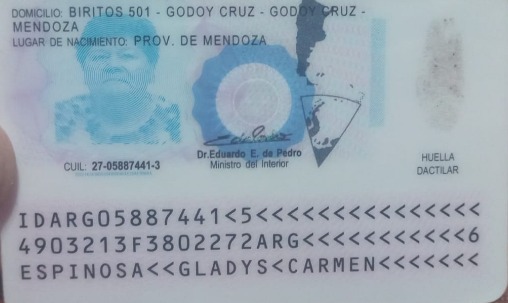 DOMICILIO: BIRITOS 501 - GODOY CRUZ - GODOY CRUZ -
MENDOZA
LUGAR DE NACIMIENTO: PROV. DE MENDOZA
Dr. Eduardo E. de Pedro
Ministro del Interior
CUIL: 27-05887441-3
HUELLA
DACTILAR
IDARG05887441<5<<<<<<<<<<<<<<<
4903213F3802272ARG<<<<<<<<<<<6
ESPINOSA<<GLADYS<CARMEN<<<<<<<